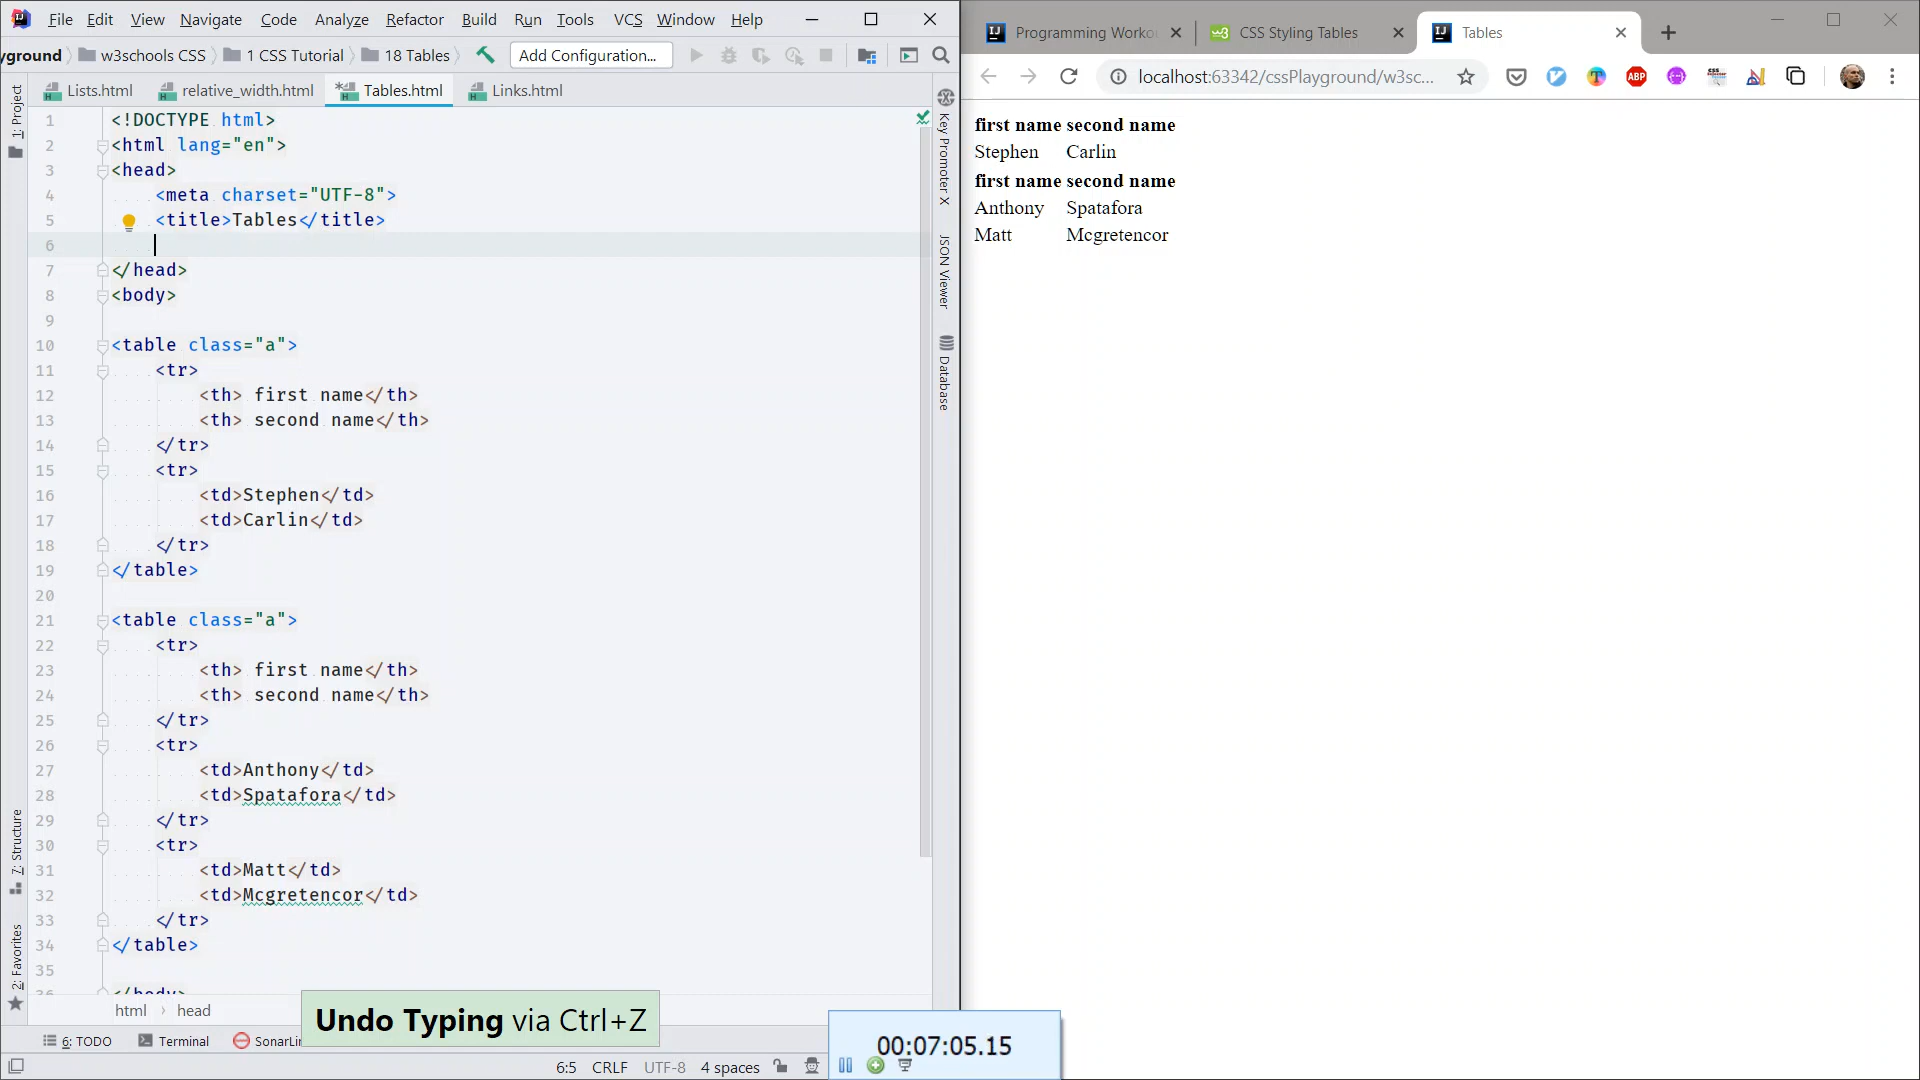 File Edit View Navigate Code Analyze Refactor Build Run Tools VCS Window Help
yground w3schools CSS 1 CSS Tutorial 18 Tables Add Configuration...
Lists.html relative_width.html Tables.html Links.html
1 <!DOCTYPE html>
2 <html lang="en">
3 <head>
4 <meta charset="UTF-8">
5 <title>Tables</title>
6
7 </head>
8 <body>
9
10 <table class="a">
11 <tr>
12 <th> first name</th>
13 <th> second name</th>
14 </tr>
15 <tr>
16 <td>Stephen</td>
17 <td>Carlin</td>
18 </tr>
19 </table>
20
21 <table class="a">
22 <tr>
23 <th> first name</th>
24 <th> second name</th>
25 </tr>
26 <tr>
27 <td>Anthony</td>
28 <td>Spatafora</td>
29 </tr>
30 <tr>
31 <td>Matt</td>
32 <td>Mcgretencor</td>
33 </tr>
34 </table>
35
36 </body>
html head
Undo Typing via Ctrl+Z
6: TODO Terminal SonarLi
6:5 CRLF UTF-8 4 spaces
00:07:05.15
1: Project
7: Structure
2: Favorites
Key Promoter X
JSON Viewer
Database
Programming Worko CSS Styling Tables Tables
localhost:63342/cssPlayground/w3sc...
ABP
first name second name
Stephen Carlin
first name second name
Anthony Spatafora
Matt Mcgretencor